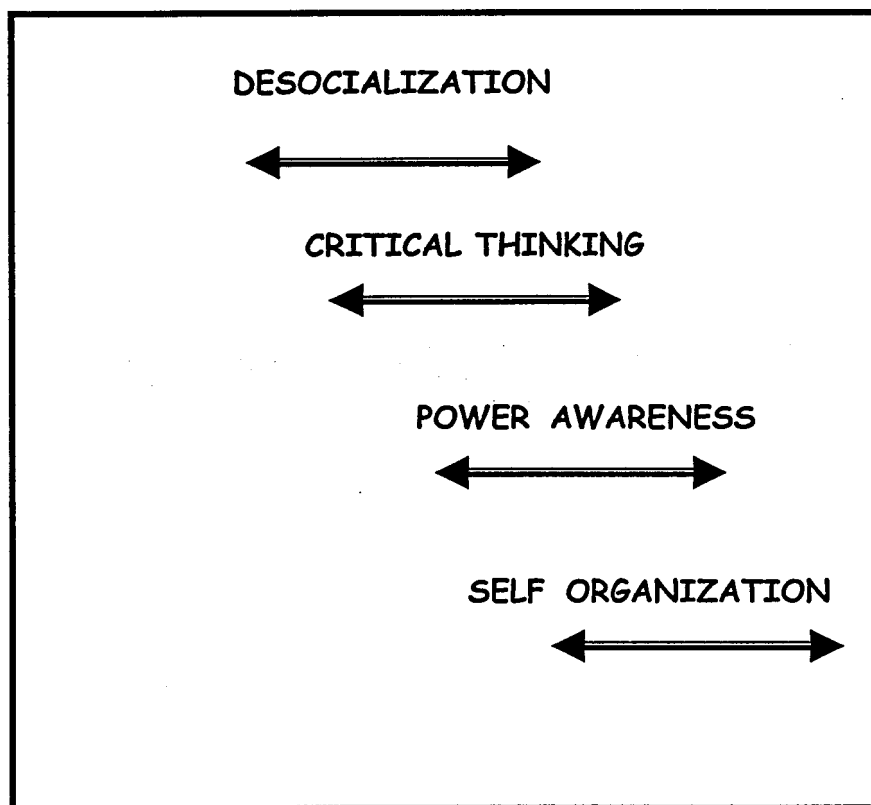 DESOCIALIZATION
CRITICAL THINKING
POWER AWARENESS
SELF ORGANIZATION